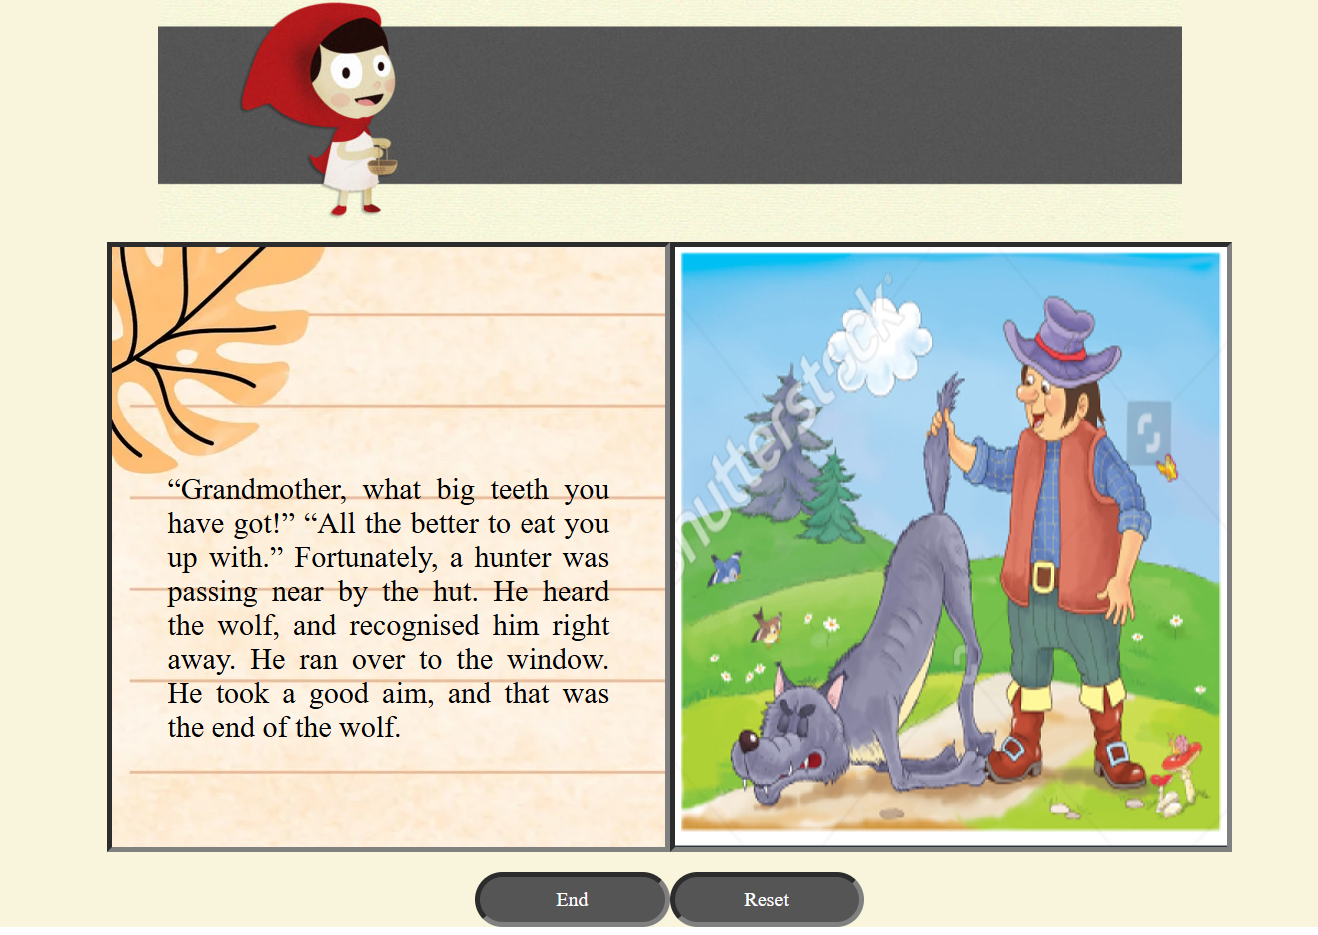 “Grandmother, what big teeth you
have got!” “All the better to eat you
up with.” Fortunately, a hunter was
passing near by the hut. He heard
the wolf, and recognised him right
away. He ran over to the window.
He took a good aim, and that was
the end of the wolf.
shutterstock
End
Reset